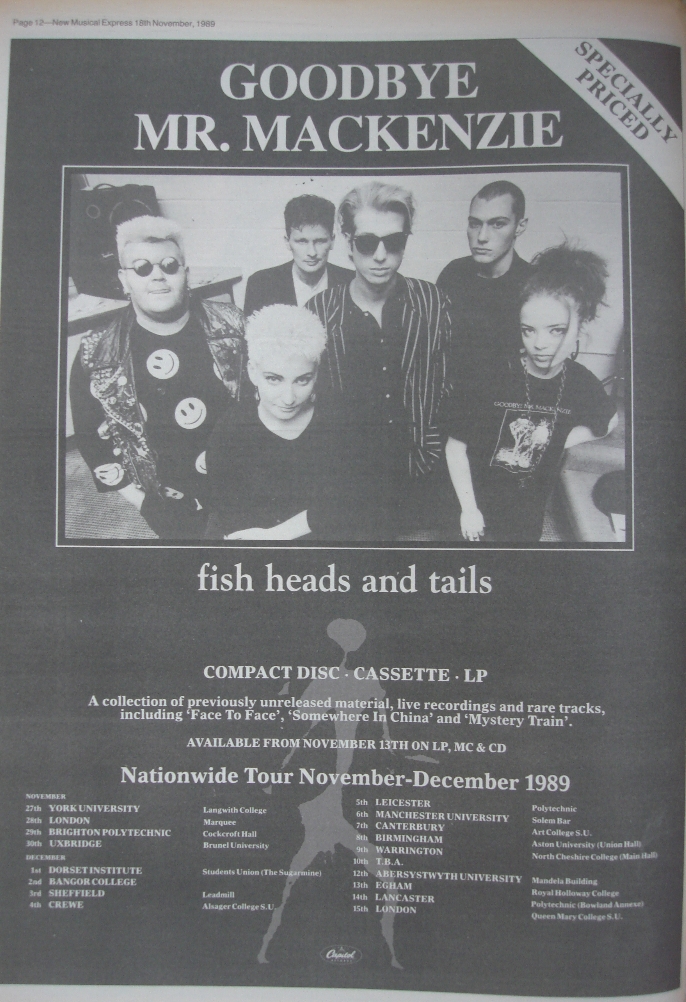 Page 12—New Musical Express 18th November, 1989
SPECIALLY
PRICED
GOODBYE
MR. MACKENZIE
GOODBYE MR. MACKENZIE
fish heads and tails
COMPACT DISC · CASSETTE · LP
A collection of previously unreleased material, live recordings and rare tracks,
including ‘Face To Face’, ‘Somewhere In China’ and ‘Mystery Train’.
AVAILABLE FROM NOVEMBER 13TH ON LP, MC & CD
Nationwide Tour November-December 1989
NOVEMBER
27th YORK UNIVERSITY Langwith College
28th LONDON Marquee
29th BRIGHTON POLYTECHNIC Cockcroft Hall
30th UXBRIDGE Brunel University
DECEMBER
1st DORSET INSTITUTE Students Union (The Sugarmine)
2nd BANGOR COLLEGE
3rd SHEFFIELD Leadmill
4th CREWE Alsager College S.U.
5th LEICESTER Polytechnic
6th MANCHESTER UNIVERSITY Solem Bar
7th CANTERBURY Art College S.U.
8th BIRMINGHAM Aston University (Union Hall)
9th WARRINGTON North Cheshire College (Main Hall)
10th T.B.A.
12th ABERSYSTWYTH UNIVERSITY Mandela Building
13th EGHAM Royal Holloway College
14th LANCASTER Polytechnic (Bowland Annexe)
15th LONDON Queen Mary College S.U.
Capitol